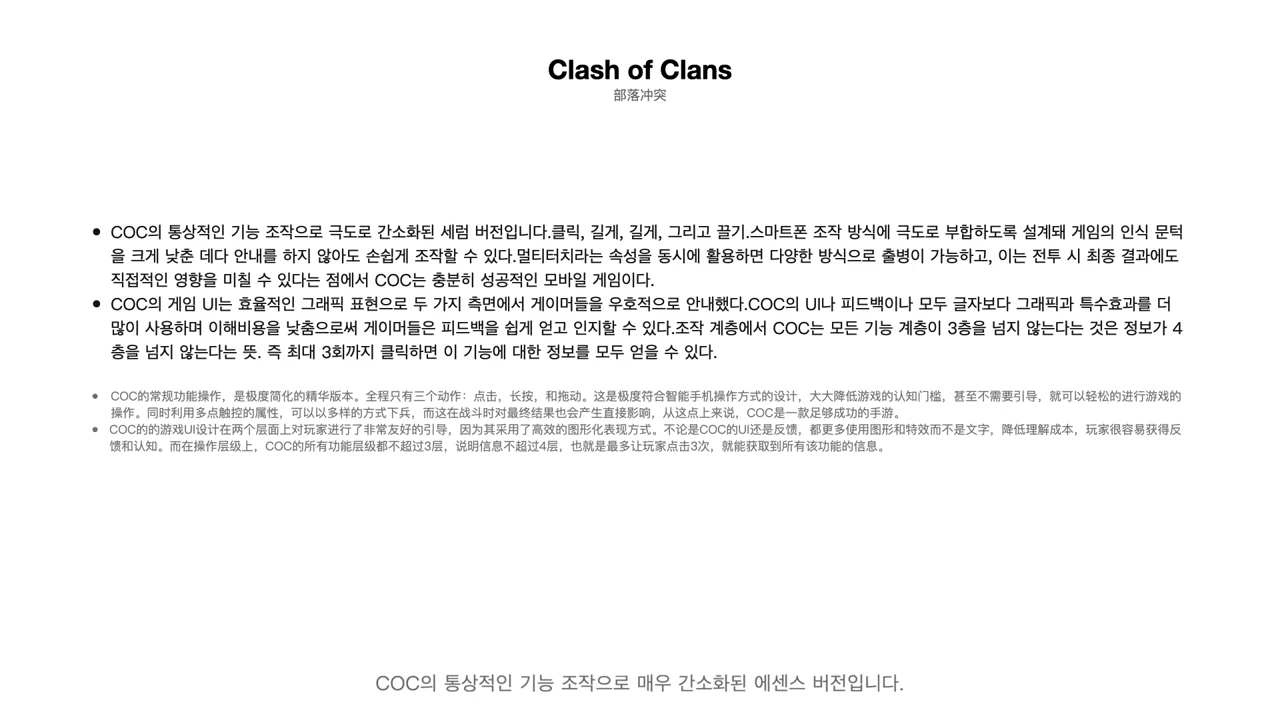 Clash of Clans
部落冲突
• COC의 통상적인 기능 조작으로 극도로 간소화된 세럼 버전입니다.클릭, 길게, 길게, 그리고 끌기.스마트폰 조작 방식에 극도로 부합하도록 설계돼 게임의 인식 문턱
을 크게 낮춘 데다 안내를 하지 않아도 손쉽게 조작할 수 있다.멀티터치라는 속성을 동시에 활용하면 다양한 방식으로 출병이 가능하고, 이는 전투 시 최종 결과에도
직접적인 영향을 미칠 수 있다는 점에서 COC는 충분히 성공적인 모바일 게임이다.
• COC의 게임 UI는 효율적인 그래픽 표현으로 두 가지 측면에서 게이머들을 우호적으로 안내했다.COC의 UI나 피드백이나 모두 글자보다 그래픽과 특수효과를 더
많이 사용하며 이해비용을 낮춤으로써 게이머들은 피드백을 쉽게 얻고 인지할 수 있다.조작 계층에서 COC는 모든 기능 계층이 3층을 넘지 않는다는 것은 정보가 4
층을 넘지 않는다는 뜻. 즉 최대 3회까지 클릭하면 이 기능에 대한 정보를 모두 얻을 수 있다.
• COC的常规功能操作，是极度简化的精华版本。全程只有三个动作：点击，长按，和拖动。这是极度符合智能手机操作方式的设计，大大降低游戏的认知门槛，甚至不需要引导，就可以轻松的进行游戏的
操作。同时利用多点触控的属性，可以以多样的方式下兵，而这在战斗时对最终结果也会产生直接影响，从这点上来说，COC是一款足够成功的手游。
• COC的的游戏UI设计在两个层面上对玩家进行了非常友好的引导，因为其采用了高效的图形化表现方式。不论是COC的UI还是反馈，都更多使用图形和特效而不是文字，降低理解成本，玩家很容易获得反
馈和认知。而在操作层级上，COC的所有功能层级都不超过3层，说明信息不超过4层，也就是最多让玩家点击3次，就能获取到所有该功能的信息。
COC의 통상적인 기능 조작으로 매우 간소화된 에센스 버전입니다.